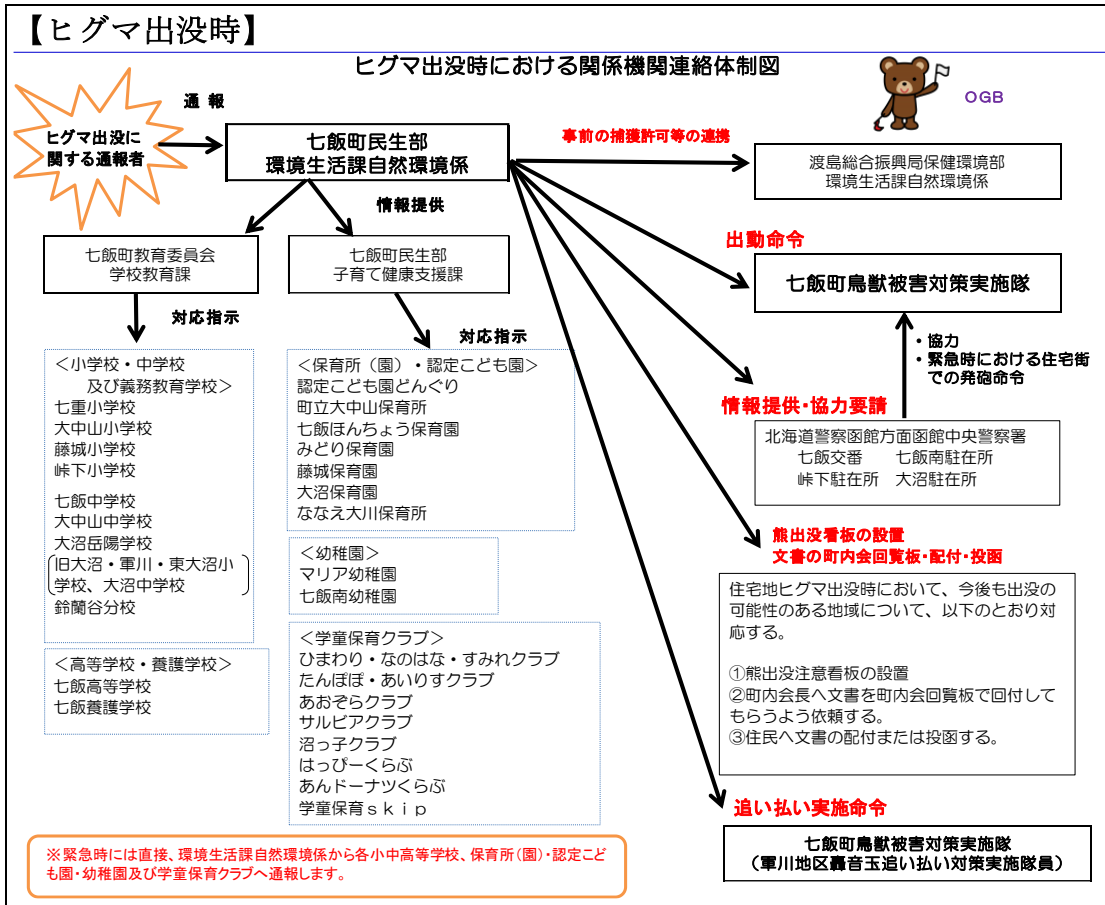 【ヒグマ出没時】
ヒグマ出没時における関係機関連絡体制図
OGB
ヒグマ出没に
関する通報者
通 報
七飯町民生部
環境生活課自然環境係
事前の捕獲許可等の連携
渡島総合振興局保健環境部
環境生活課自然環境係
情報提供
七飯町教育委員会
学校教育課
七飯町民生部
子育て健康支援課
対応指示
対応指示
<小学校・中学校
及び義務教育学校>
七重小学校
大中山小学校
藤城小学校
峠下小学校
七飯中学校
大中山中学校
大沼岳陽学校
旧大沼・軍川・東大沼小
学校、大沼中学校
鈴蘭谷分校
<高等学校・養護学校>
七飯高等学校
七飯養護学校
<保育所(園)・認定こども園>
認定こども園どんぐり
町立大中山保育所
七飯ほんちょう保育園
みどり保育園
藤城保育園
大沼保育園
ななえ大川保育所
<幼稚園>
マリア幼稚園
七飯南幼稚園
<学童保育クラブ>
ひまわり・なのはな・すみれクラブ
たんぽぽ・あいりすクラブ
あおぞらクラブ
サルビアクラブ
沼っ子クラブ
はっぴーくらぶ
あんドーナツくらぶ
学童保育skip
出動命令
七飯町鳥獣被害対策実施隊
・協力
・緊急時における住宅街
での発砲命令
情報提供・協力要請
北海道警察函館方面函館中央警察署
七飯交番 七飯南駐在所
峠下駐在所 大沼駐在所
熊出没看板の設置
文書の町内会回覧板・配付・投函
住宅地ヒグマ出没時において、今後も出没の
可能性のある地域について、以下のとおり対
応する。
①熊出没注意看板の設置
②町内会長へ文書を町内会回覧板で回付して
もらうよう依頼する。
③住民へ文書の配付または投函する。
追い払い実施命令
七飯町鳥獣被害対策実施隊
(軍川地区轟音玉追い払い対策実施隊員)
※緊急時には直接、環境生活課自然環境係から各小中高等学校、保育所(園)・認定こど
も園・幼稚園及び学童保育クラブへ通報します。